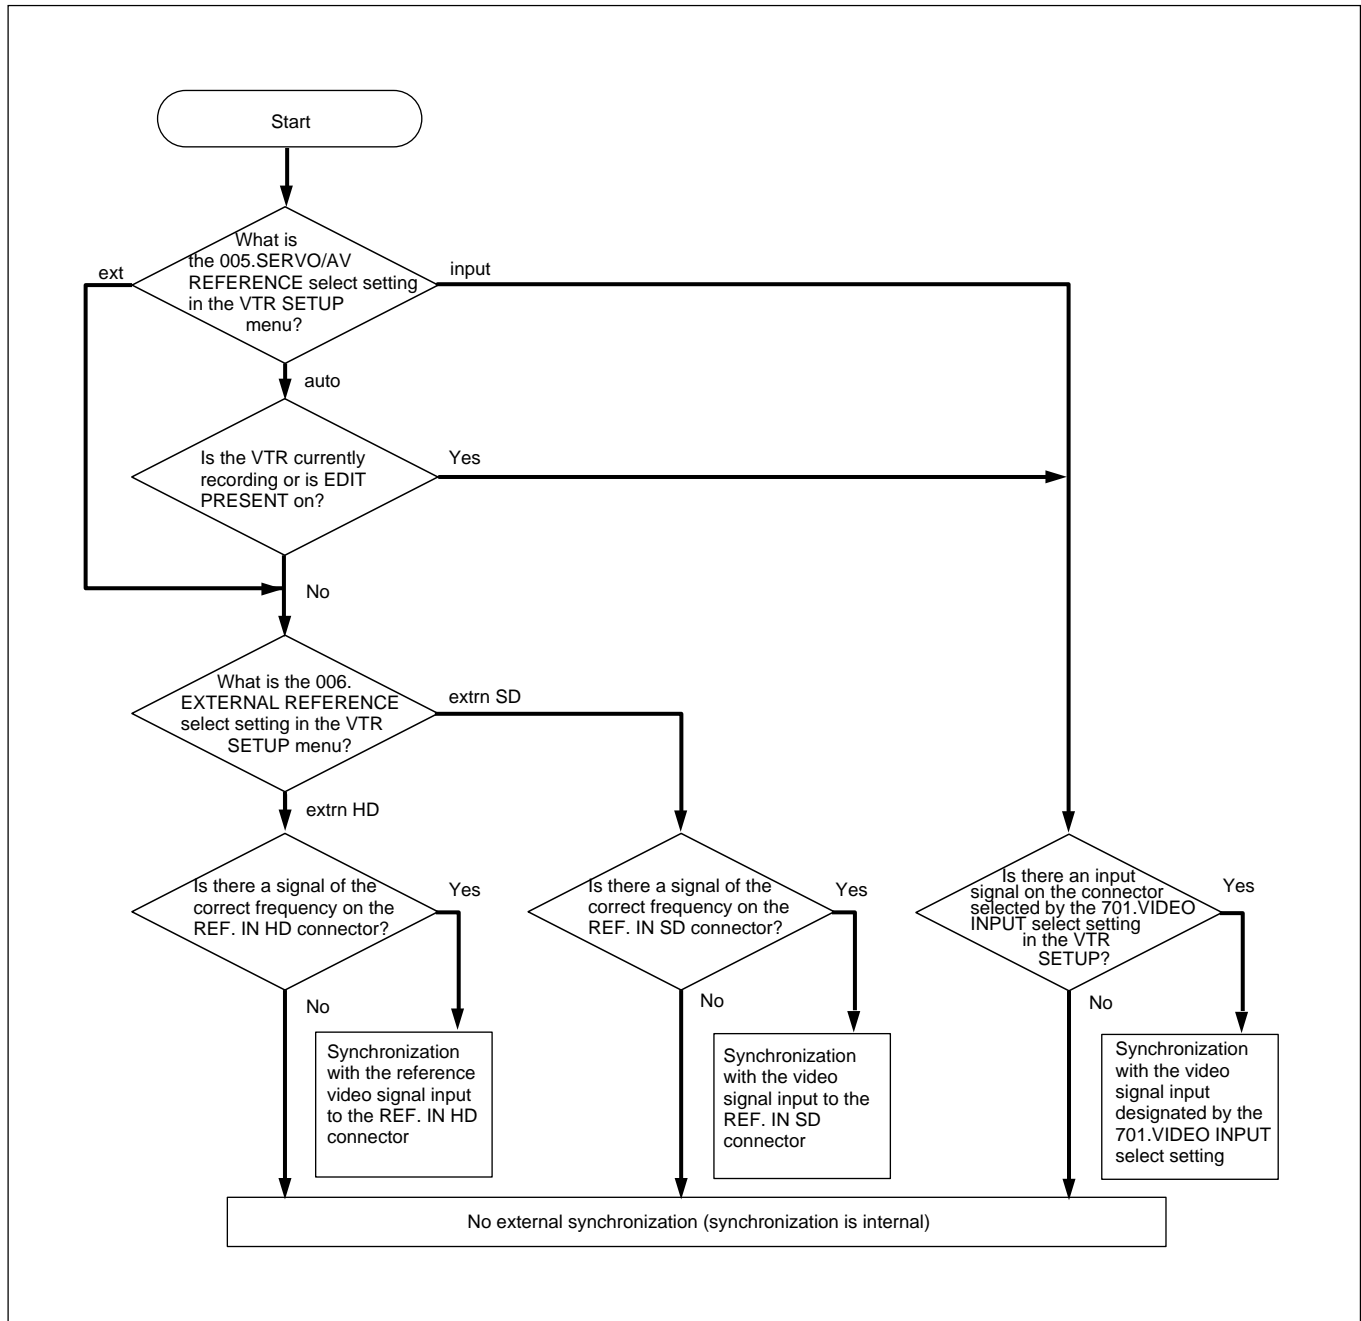 Start
What is
the 005.SERVO/AV
REFERENCE select setting
in the VTR SETUP
menu?
ext
input
auto
Is the VTR currently
recording or is EDIT
PRESENT on?
Yes
No
What is the 006.
EXTERNAL REFERENCE
select setting in the VTR
SETUP menu?
extrn SD
extrn HD
Is there a signal of the
correct frequency on the
REF. IN HD connector?
Yes
No
Is there a signal of the
correct frequency on the
REF. IN SD connector?
Yes
No
Is there an input
signal on the connector
selected by the 701.VIDEO
INPUT select setting
in the VTR
SETUP?
Yes
No
Synchronization
with the reference
video signal input
to the REF. IN HD
connector
Synchronization
with the video
signal input to the
REF. IN SD
connector
Synchronization
with the video
signal input
designated by the
701.VIDEO INPUT
select setting
No external synchronization (synchronization is internal)